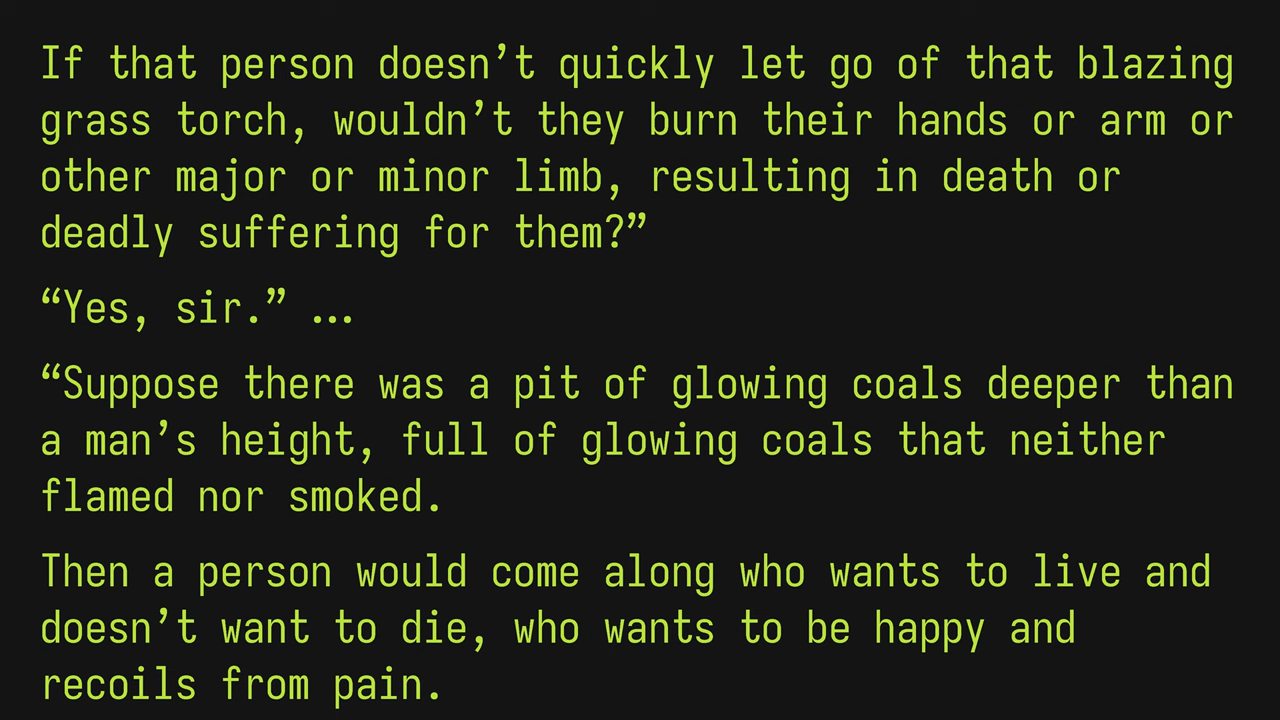 If that person doesn’t quickly let go of that blazing
grass torch, wouldn’t they burn their hands or arm or
other major or minor limb, resulting in death or
deadly suffering for them?”
“Yes, sir.” …
“Suppose there was a pit of glowing coals deeper than
a man’s height, full of glowing coals that neither
flamed nor smoked.
Then a person would come along who wants to live and
doesn’t want to die, who wants to be happy and
recoils from pain.